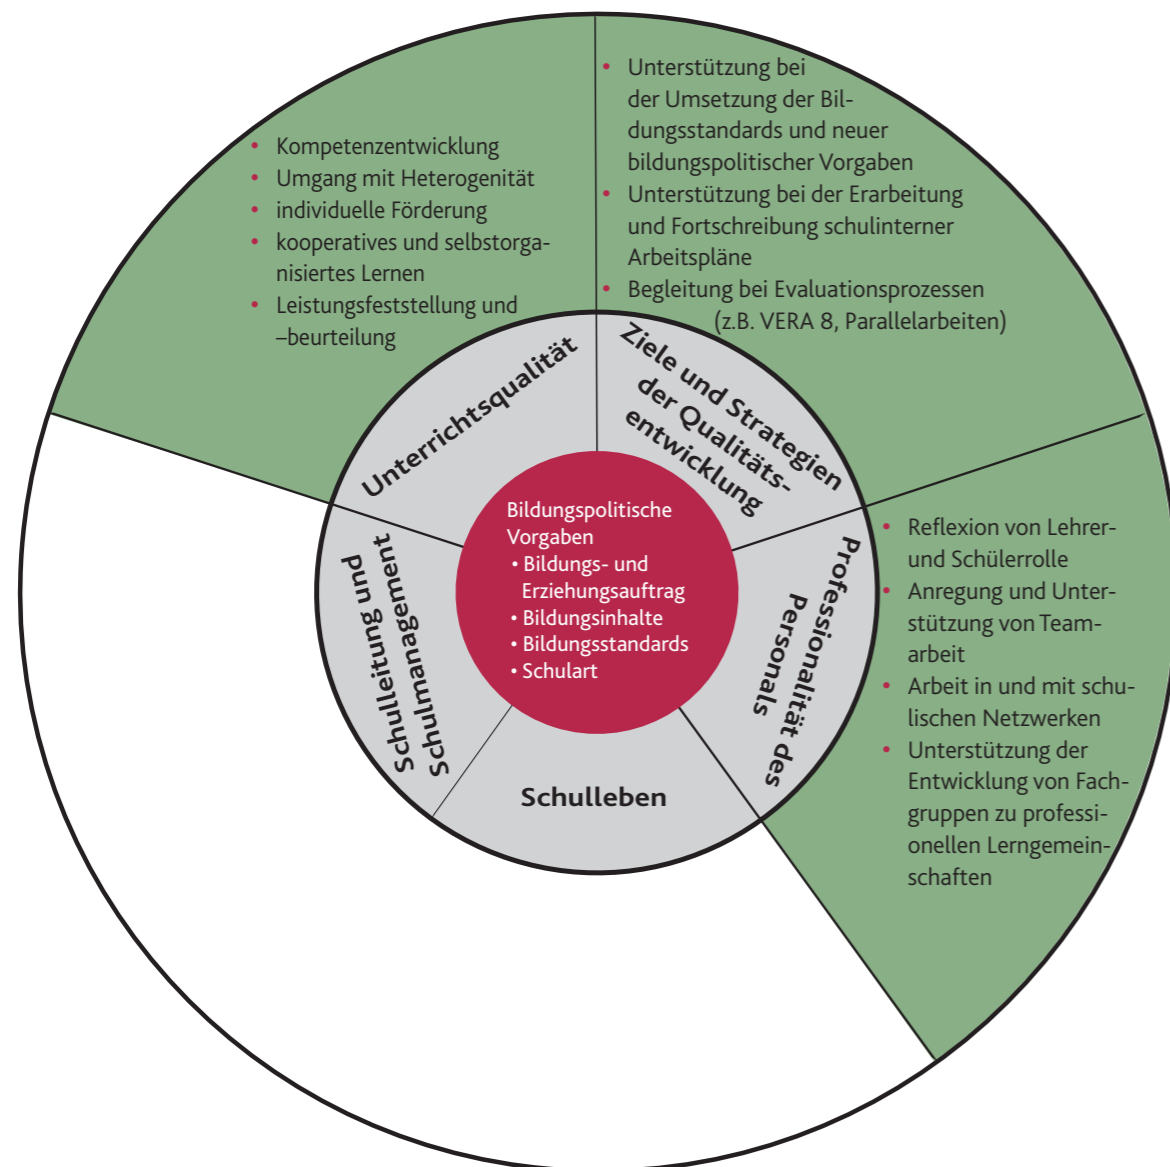 • Kompetenzentwicklung
• Umgang mit Heterogenität
• individuelle Förderung
• kooperatives und selbstorga-
nisiertes Lernen
• Leistungsfeststellung und
–beurteilung
• Unterstützung bei
der Umsetzung der Bil-
dungsstandards und neuer
bildungspolitischer Vorgaben
• Unterstützung bei der Erarbeitung
und Fortschreibung schulinterner
Arbeitspläne
• Begleitung bei Evaluationsprozessen
(z.B. VERA 8, Parallelarbeiten)
• Reflexion von Lehrer-
und Schülerrolle
• Anregung und Unter-
stützung von Team-
arbeit
• Arbeit in und mit schu-
lischen Netzwerken
• Unterstützung der
Entwicklung von Fach-
gruppen zu professi-
onellen Lerngemein-
schaften
Unterrichtsqualität
Ziele und Strategien
der Qualitäts-
entwicklung
Professionalität des
Personals
Schulleben
Schulleitung und
Schulmanagement
Bildungspolitische
Vorgaben
• Bildungs- und
Erziehungsauftrag
• Bildungsinhalte
• Bildungsstandards
• Schulart